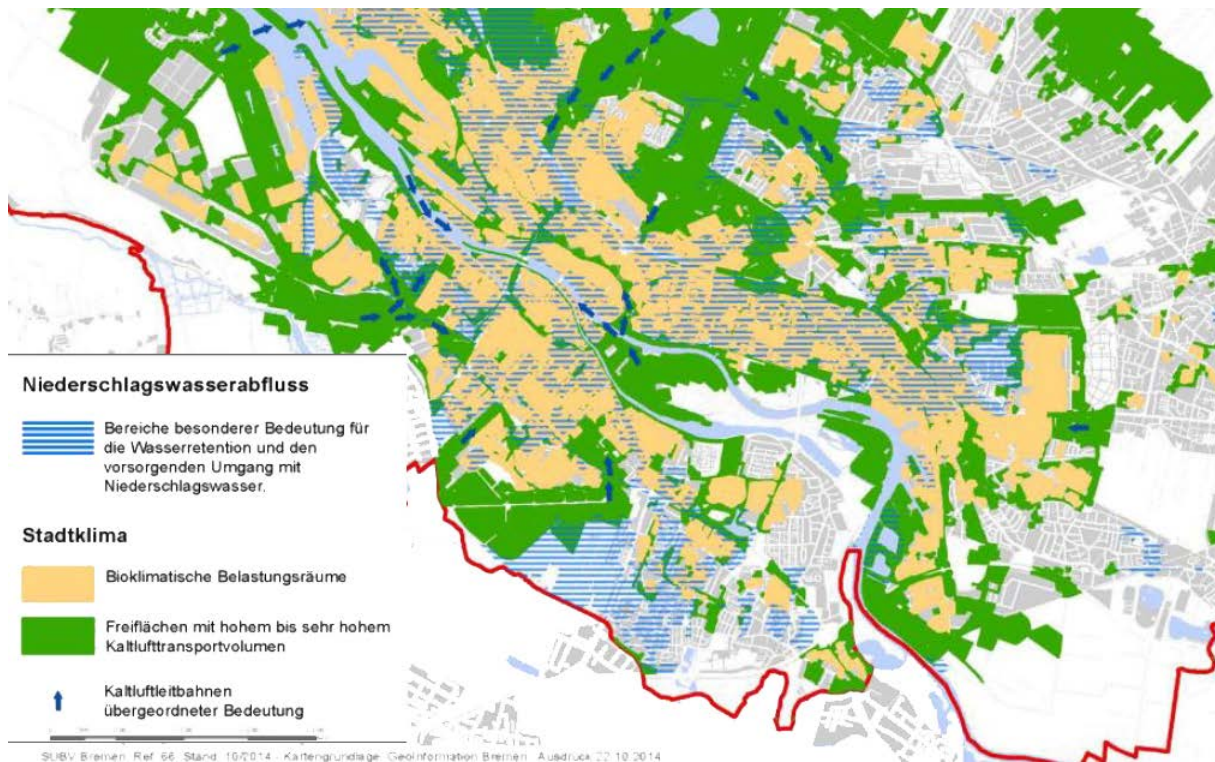 Niederschlagswasserabfluss
Bereiche besonderer Bedeutung für
die Wasserretention und den
vorsorgenden Umgang mit
Niederschlagswasser.
Stadtklima
Bioklimatische Belastungsräume
Freiflächen mit hohem bis sehr hohem
Kaltlufttransportvolumen
Kaltluftleitbahnen
übergeordneter Bedeutung
SUBV Bremen Ref 66 Stand 10/2014 - Kartengrundlage GeoInformation Bremen Ausdruck 22.10.2014